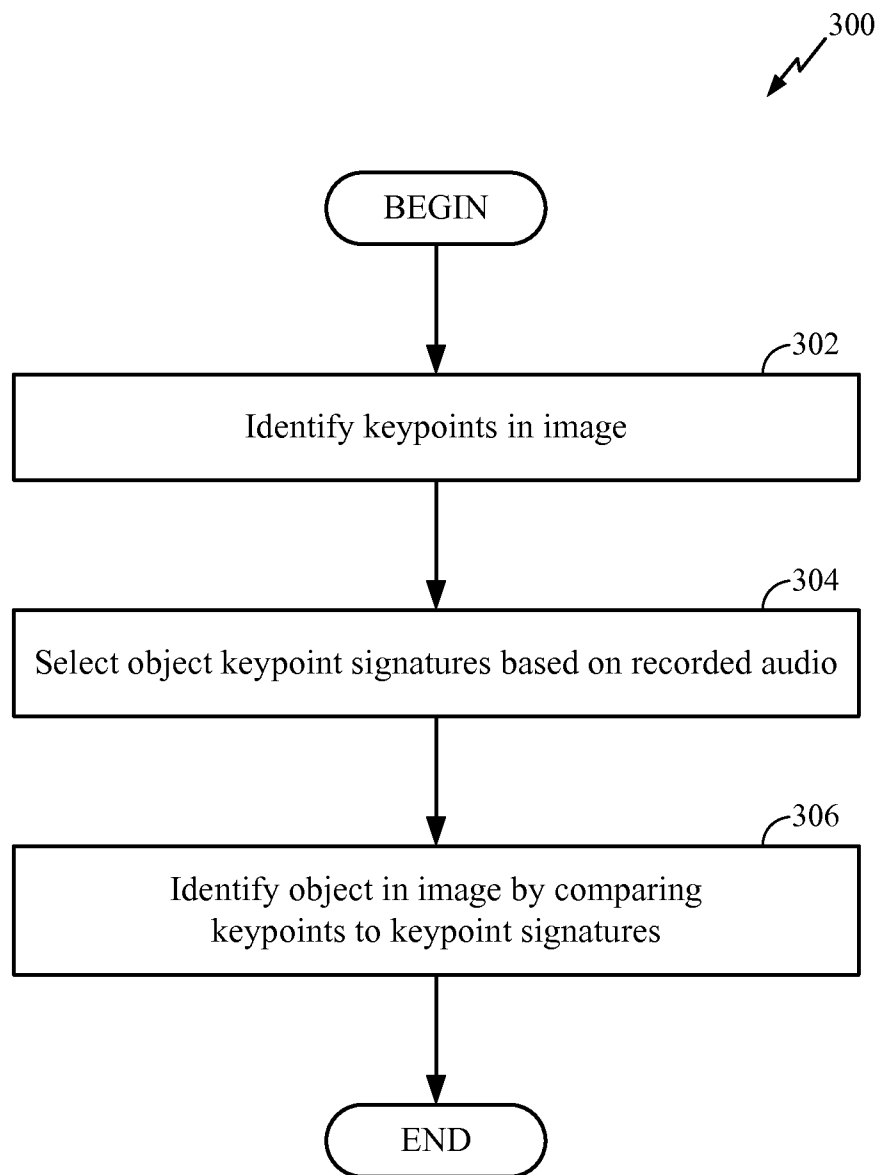 300
BEGIN
302
Identify keypoints in image
304
Select object keypoint signatures based on recorded audio
306
Identify object in image by comparing
keypoints to keypoint signatures
END